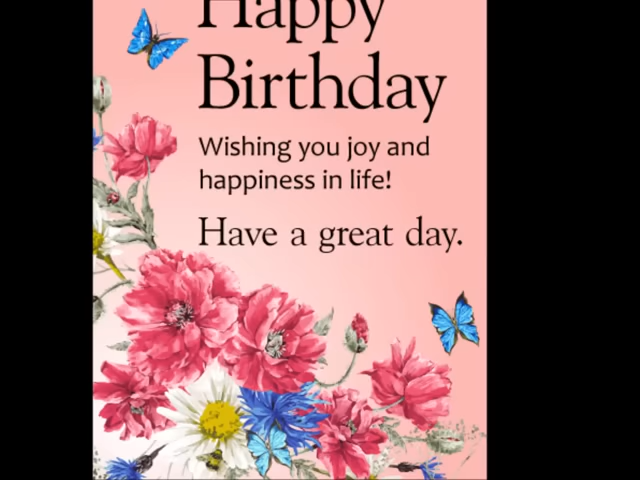 Happy
Birthday
Wishing you joy and
happiness in life!
Have a great day.